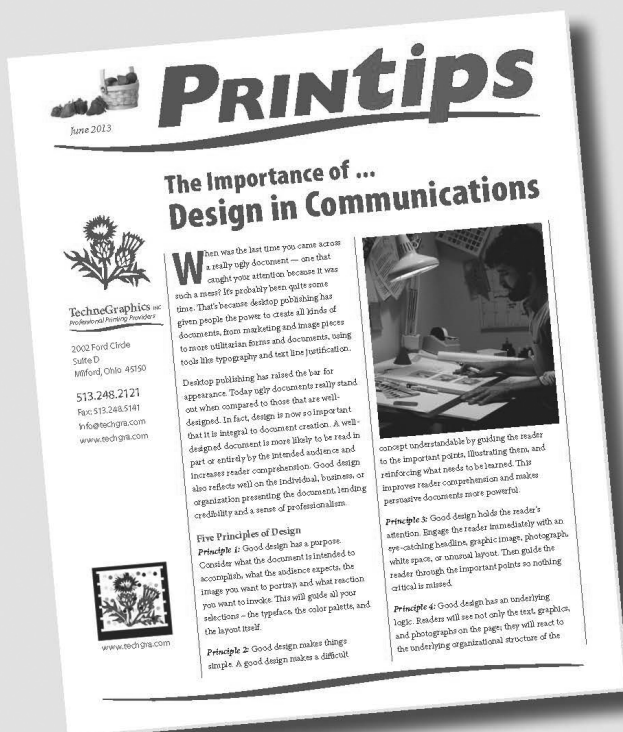 PRINtips
June 2013
The Importance of ...
Design in Communications
TechneGraphics INC
Professional Printing Providers
2002 Ford Circle
Suite D
Milford, Ohio 45150
513.248.2121
Fax: 513.248.5141
info@techgra.com
www.techgra.com
www.techgra.com
When was the last time you came across
a really ugly document — one that
caught your attention because it was
such a mess? It's probably been quite some
time. That's because desktop publishing has
given people the power to create all kinds of
documents, from marketing and image pieces
to more utilitarian forms and documents, using
tools like typography and text line justification.
Desktop publishing has raised the bar for
appearance. Today ugly documents really stand
out when compared to those that are well-
designed. In fact, design is now so important
that it is integral to document creation. A well-
designed document is more likely to be read in
part or entirely by the intended audience and
increases reader comprehension. Good design
also reflects well on the individual, business, or
organization presenting the document, lending
credibility and a sense of professionalism.
Five Principles of Design
Principle 1: Good design has a purpose.
Consider what the document is intended to
accomplish, what the audience expects, the
image you want to portray, and what reaction
you want to invoke. This will guide all your
selections – the typeface, the color palette, and
the layout itself.
Principle 2: Good design makes things
simple. A good design makes a difficult
concept understandable by guiding the reader
to the important points, illustrating them, and
reinforcing what needs to be learned. This
improves reader comprehension and makes
persuasive documents more powerful.
Principle 3: Good design holds the reader's
attention. Engage the reader immediately with an
eye-catching headline, graphic image, photograph,
white space, or unusual layout. Then guide the
reader through the important points so nothing
critical is missed.
Principle 4: Good design has an underlying
logic. Readers will see not only the text, graphics,
and photographs on the page; they will react to
the underlying organizational structure of the